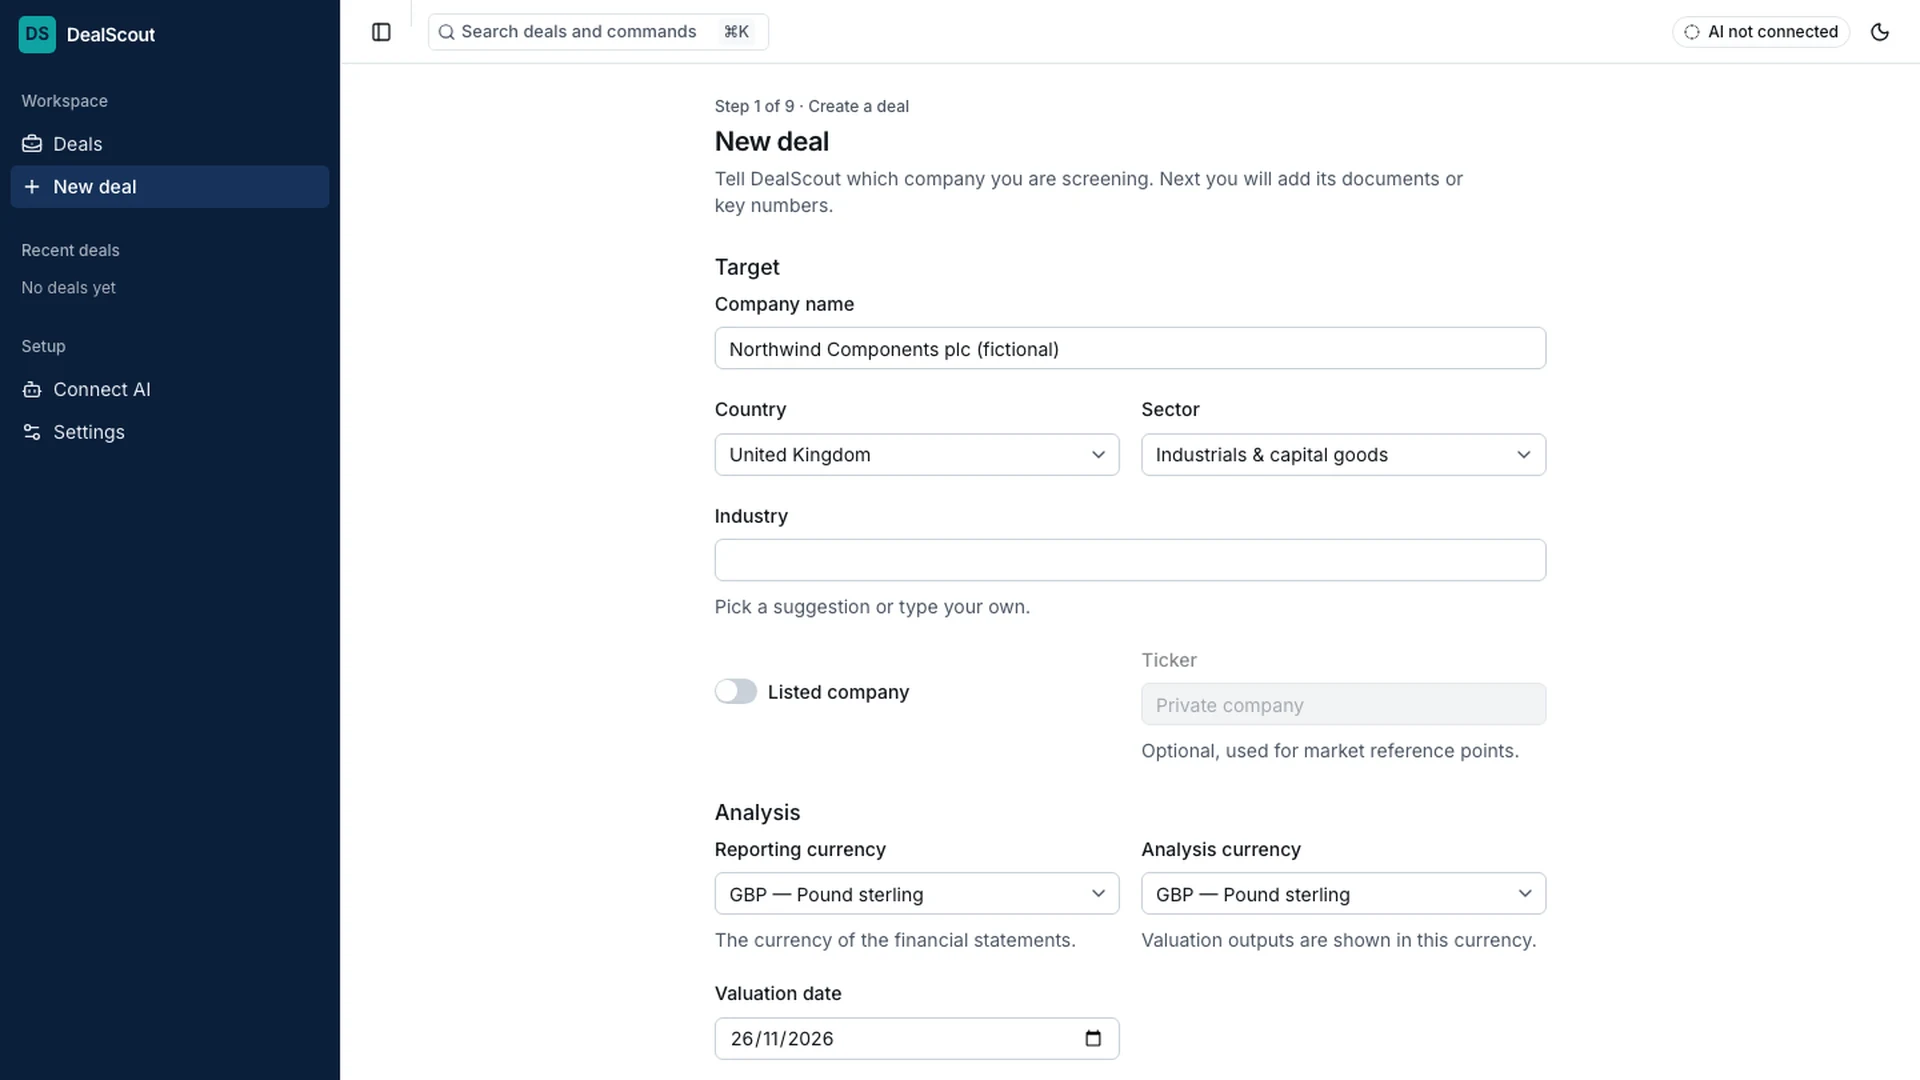 DS DealScout
Search deals and commands ⌘K
AI not connected
Workspace
Deals
New deal
Recent deals
No deals yet
Setup
Connect AI
Settings
Step 1 of 9 · Create a deal
New deal
Tell DealScout which company you are screening. Next you will add its documents or
key numbers.
Target
Company name
Northwind Components plc (fictional)
Country
Sector
United Kingdom
Industrials & capital goods
Industry
Pick a suggestion or type your own.
Listed company
Ticker
Private company
Optional, used for market reference points.
Analysis
Reporting currency
Analysis currency
GBP — Pound sterling
GBP — Pound sterling
The currency of the financial statements.
Valuation outputs are shown in this currency.
Valuation date
26/11/2026